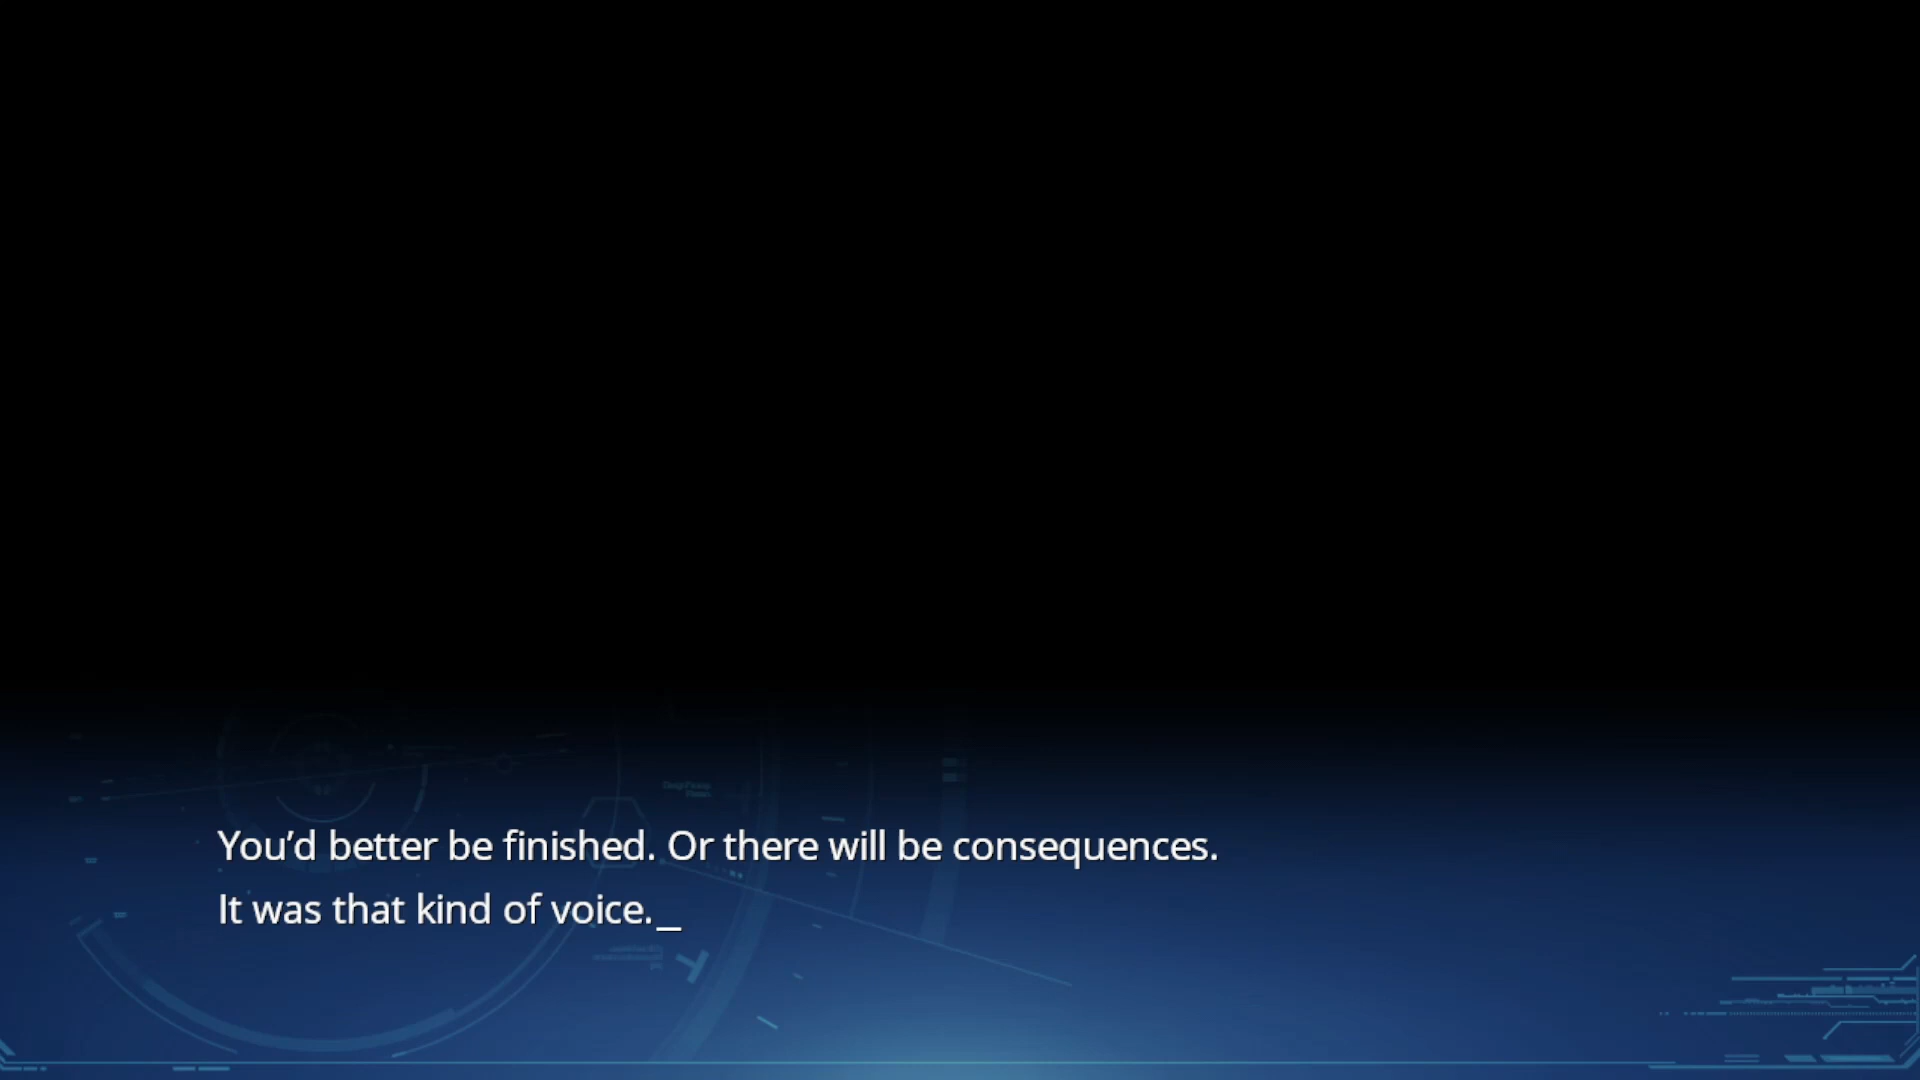 You’d better be finished. Or there will be consequences.
It was that kind of voice._